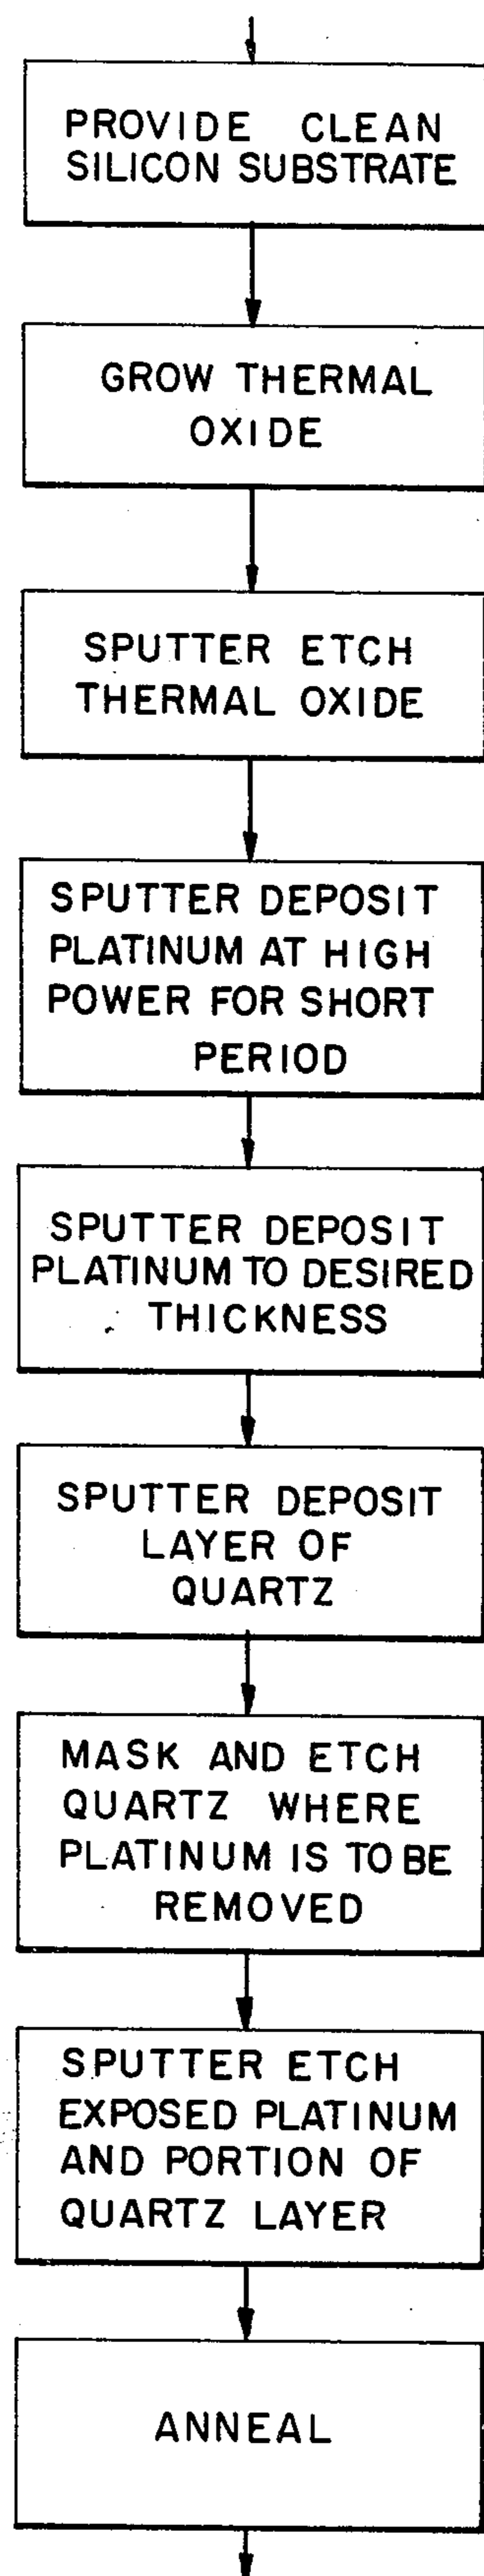 PROVIDE CLEAN
SILICON SUBSTRATE
GROW THERMAL
OXIDE
SPUTTER ETCH
THERMAL OXIDE
SPUTTER DEPOSIT
PLATINUM AT HIGH
POWER FOR SHORT
PERIOD
SPUTTER DEPOSIT
PLATINUM TO DESIRED
THICKNESS
SPUTTER DEPOSIT
LAYER OF
QUARTZ
MASK AND ETCH
QUARTZ WHERE
PLATINUM IS TO BE
REMOVED
SPUTTER ETCH
EXPOSED PLATINUM
AND PORTION OF
QUARTZ LAYER
ANNEAL